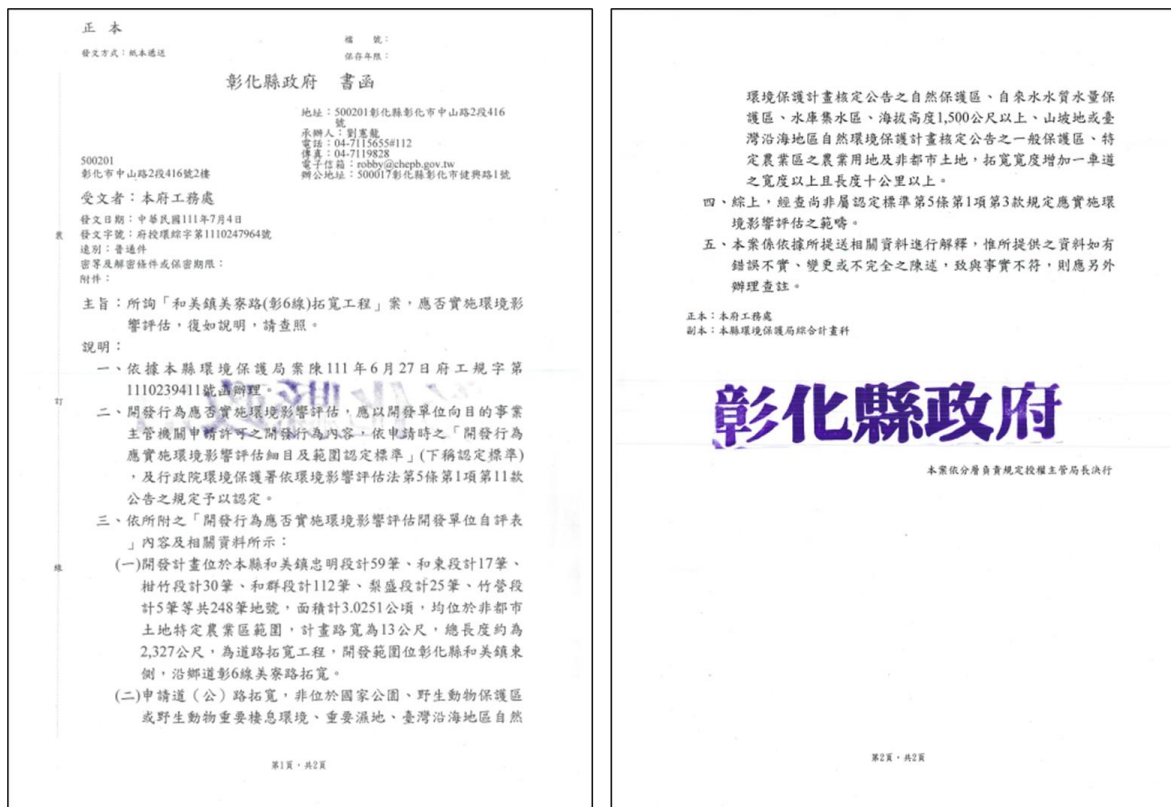 正 本
發文方式：紙本遞送
檔 號：
保存年限：
彰化縣政府 書函
地址：500201彰化縣彰化市中山路2段416
號
承辦人：劉憲龍
電話：04-7115655#112
傳真：04-7119828
電子信箱：robby@chepb.gov.tw
辦公地址：500017彰化縣彰化市健興路1號
500201
彰化市中山路2段416號2樓
受文者：本府工務處
發文日期：中華民國111年7月4日
發文字號：府授環綜字第1110247964號
速別：普通件
密等及解密條件或保密期限：
附件：
主旨：所詢「和美鎮美寮路(彰6線)拓寬工程」案，應否實施環境影
響評估，復如說明，請查照。
說明：
一、依據本縣環境保護局案陳111年6月27日府工規字第
1110239411號函辦理。
二、開發行為應否實施環境影響評估，應以開發單位向目的事業
主管機關申請許可之開發行為內容，依申請時之「開發行為
應實施環境影響評估細目及範圍認定標準」(下稱認定標準)
，及行政院環境保護署依環境影響評估法第5條第1項第11款
公告之規定予以認定。
三、依所附之「開發行為應否實施環境影響評估開發單位自評表
」內容及相關資料所示：
(一)開發計畫位於本縣和美鎮忠明段計59筆、和東段計17筆、
柑竹段計30筆、和群段計112筆、梨盛段計25筆、竹營段
計5筆等共248筆地號，面積計3.0251公頃，均位於非都市
土地特定農業區範圍，計畫路寬為13公尺，總長度約為
2,327公尺，為道路拓寬工程，開發範圍位彰化縣和美鎮東
側，沿鄉道彰6線美寮路拓寬。
(二)申請道（公）路拓寬，非位於國家公園、野生動物保護區
或野生動物重要棲息環境、重要濕地、臺灣沿海地區自然
裝
訂
線
第1頁，共2頁
環境保護計畫核定公告之自然保護區、自來水水質水量保
護區、水庫集水區、海拔高度1,500公尺以上、山坡地或臺
灣沿海地區自然環境保護計畫核定公告之一般保護區、特
定農業區之農業用地及非都市土地，拓寬寬度增加一車道
之寬度以上且長度十公里以上。
四、綜上，經查尚非屬認定標準第5條第1項第3款規定應實施環
境影響評估之範疇。
五、本案係依據所提送相關資料進行解釋，惟所提供之資料如有
錯誤不實、變更或不完全之陳述，致與事實不符，則應另外
辦理查註。
正本：本府工務處
副本：本縣環境保護局綜合計畫科
彰化縣政府
本案依分層負責規定授權主管局長決行
第2頁，共2頁